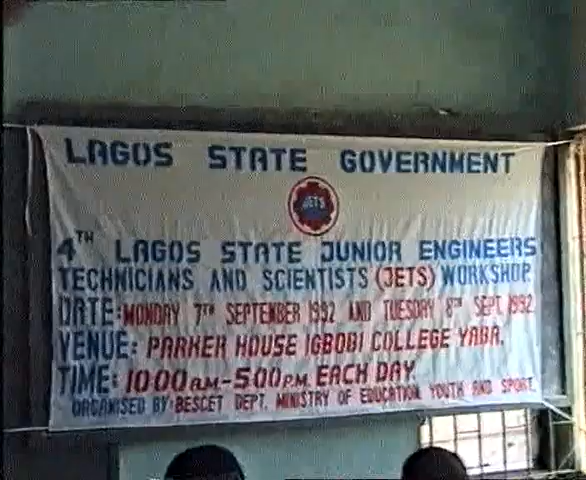 LAGOS STATE GOVERNMENT
JETS
4TH LAGOS STATE JUNIOR ENGINEERS
TECHNICIANS AND SCIENTISTS (JETS) WORKSHOP.
DATE: MONDAY 7TH SEPTEMBER 1992 AND TUESDAY 8TH SEPT. 1992
VENUE: PARKER HOUSE IGBOBI COLLEGE YABA.
TIME: 10:00 A.M - 5:00 P.M. EACH DAY
ORGANISED BY: BESCET DEPT. MINISTRY OF EDUCATION YOUTH AND SPORT.